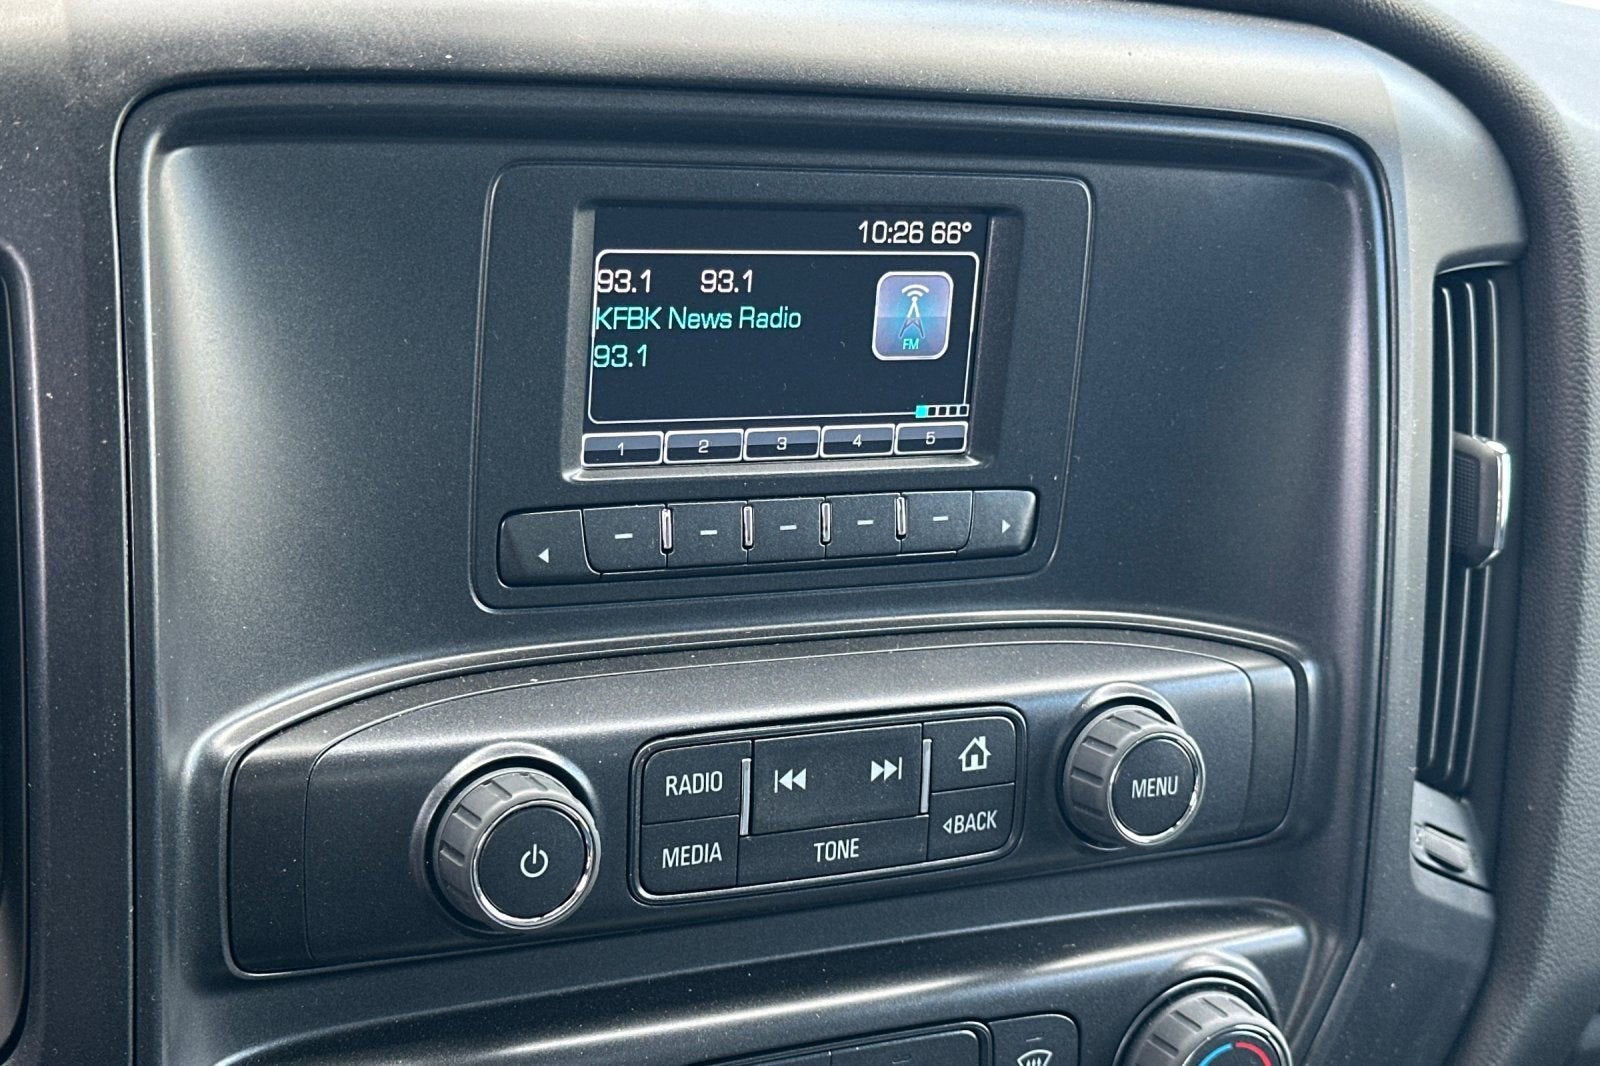 10:26 66°
93.1 93.1
KFBK News Radio
93.1
FM
1 2 3 4 5
RADIO
MEDIA
TONE
BACK
MENU